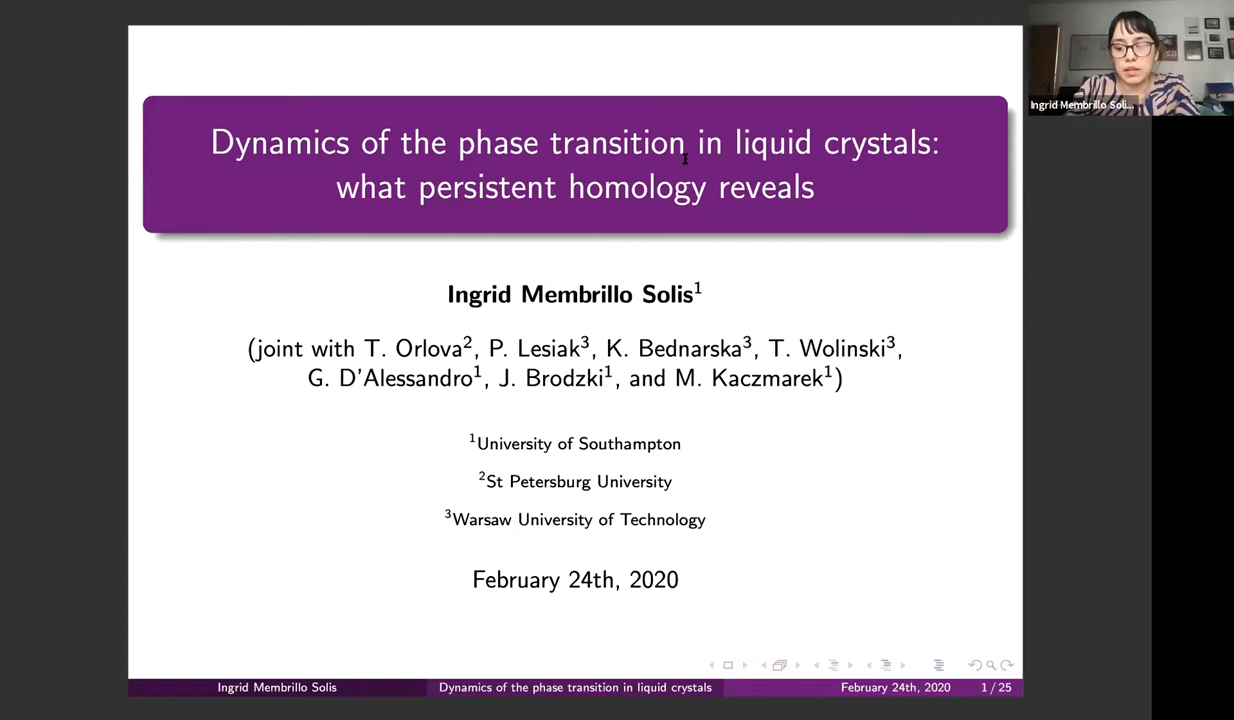 Dynamics of the phase transition in liquid crystals:
what persistent homology reveals
Ingrid Membrillo Solis¹
(joint with T. Orlova², P. Lesiak³, K. Bednarska³, T. Wolinski³,
G. D'Alessandro¹, J. Brodzki¹, and M. Kaczmarek¹)
¹University of Southampton
²St Petersburg University
³Warsaw University of Technology
February 24th, 2020
Ingrid Membrillo Solis Dynamics of the phase transition in liquid crystals February 24th, 2020 1 / 25
Ingrid Membrillo Soli...